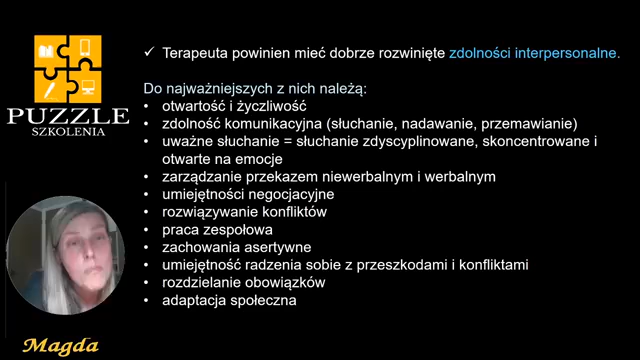 PUZZLE
SZKOLENIA
✓ Terapeuta powinien mieć dobrze rozwinięte zdolności interpersonalne.
Do najważniejszych z nich należą:
• otwartość i życzliwość
• zdolność komunikacyjna (słuchanie, nadawanie, przemawianie)
• uważne słuchanie = słuchanie zdyscyplinowane, skoncentrowane i
otwarte na emocje
• zarządzanie przekazem niewerbalnym i werbalnym
• umiejętności negocjacyjne
• rozwiązywanie konfliktów
• praca zespołowa
• zachowania asertywne
• umiejętność radzenia sobie z przeszkodami i konfliktami
• rozdzielanie obowiązków
• adaptacja społeczna
Magda